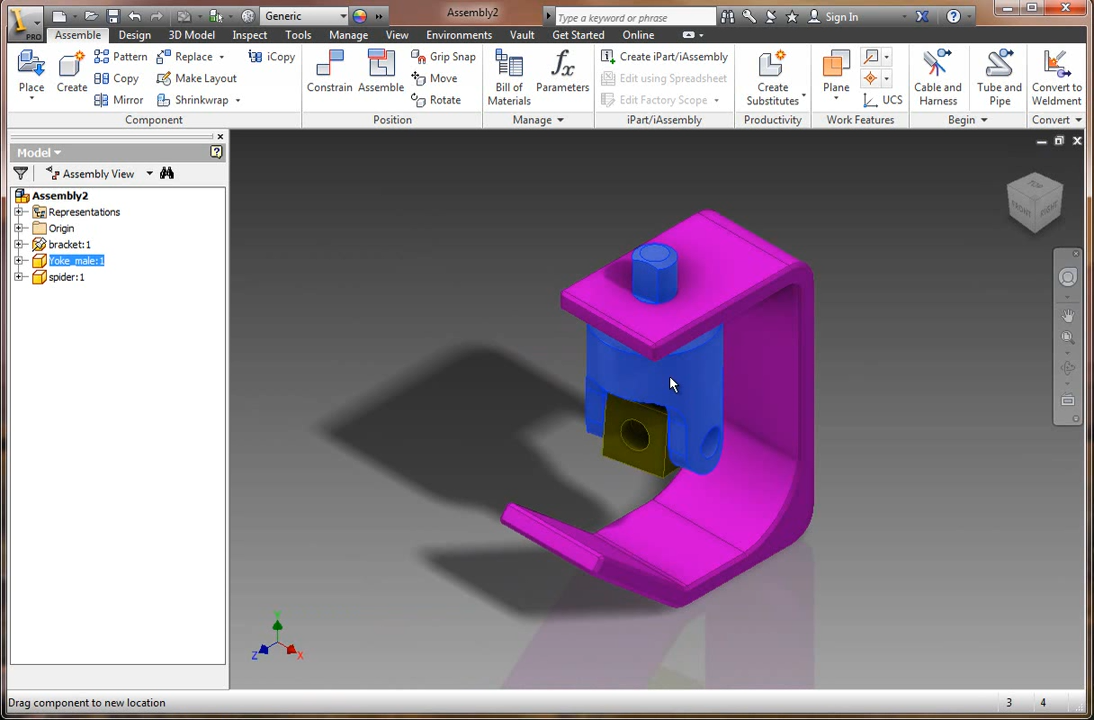 Generic
Assembly2
Type a keyword or phrase
Sign In
PRO
Assemble Design 3D Model Inspect Tools Manage View Environments Vault Get Started Online
Place
Create
Pattern
Copy
Mirror
Replace
Make Layout
Shrinkwrap
iCopy
Constrain
Assemble
Grip Snap
Move
Rotate
Bill of
Materials
fx
Parameters
Create iPart/iAssembly
Edit using Spreadsheet
Edit Factory Scope
Create
Substitutes
Plane
UCS
Cable and
Harness
Tube and
Pipe
Convert to
Weldment
Component Position Manage iPart/iAssembly Productivity Work Features Begin Convert
Model
Assembly View
Assembly2
Representations
Origin
bracket:1
Yoke_male:1
spider:1
TOP
FRONT
RIGHT
Y
Z
X
Drag component to new location
3 4